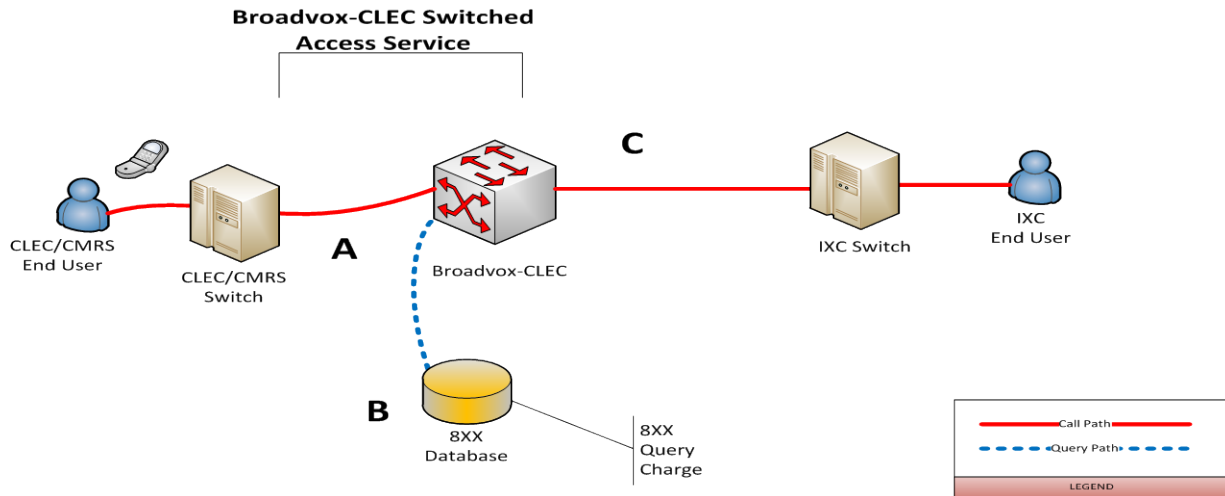 Broadvox-CLEC Switched
Access Service
C
CLEC/CMRS
End User
A
CLEC/CMRS
Switch
Broadvox-CLEC
IXC Switch
IXC
End User
B
8XX
Database
8XX
Query
Charge
Call Path
Query Path
LEGEND